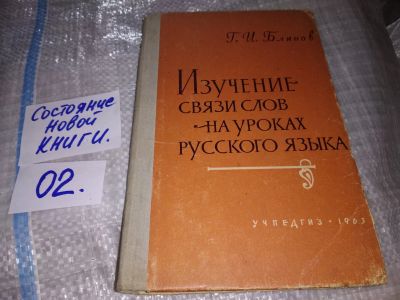 Г. И. Блинов
ИЗУЧЕНИЕ
СВЯЗИ СЛОВ
НА УРОКАХ
РУССКОГО ЯЗЫКА
УЧПЕДГИЗ · 1963
Состояние
новой
книги.
02.